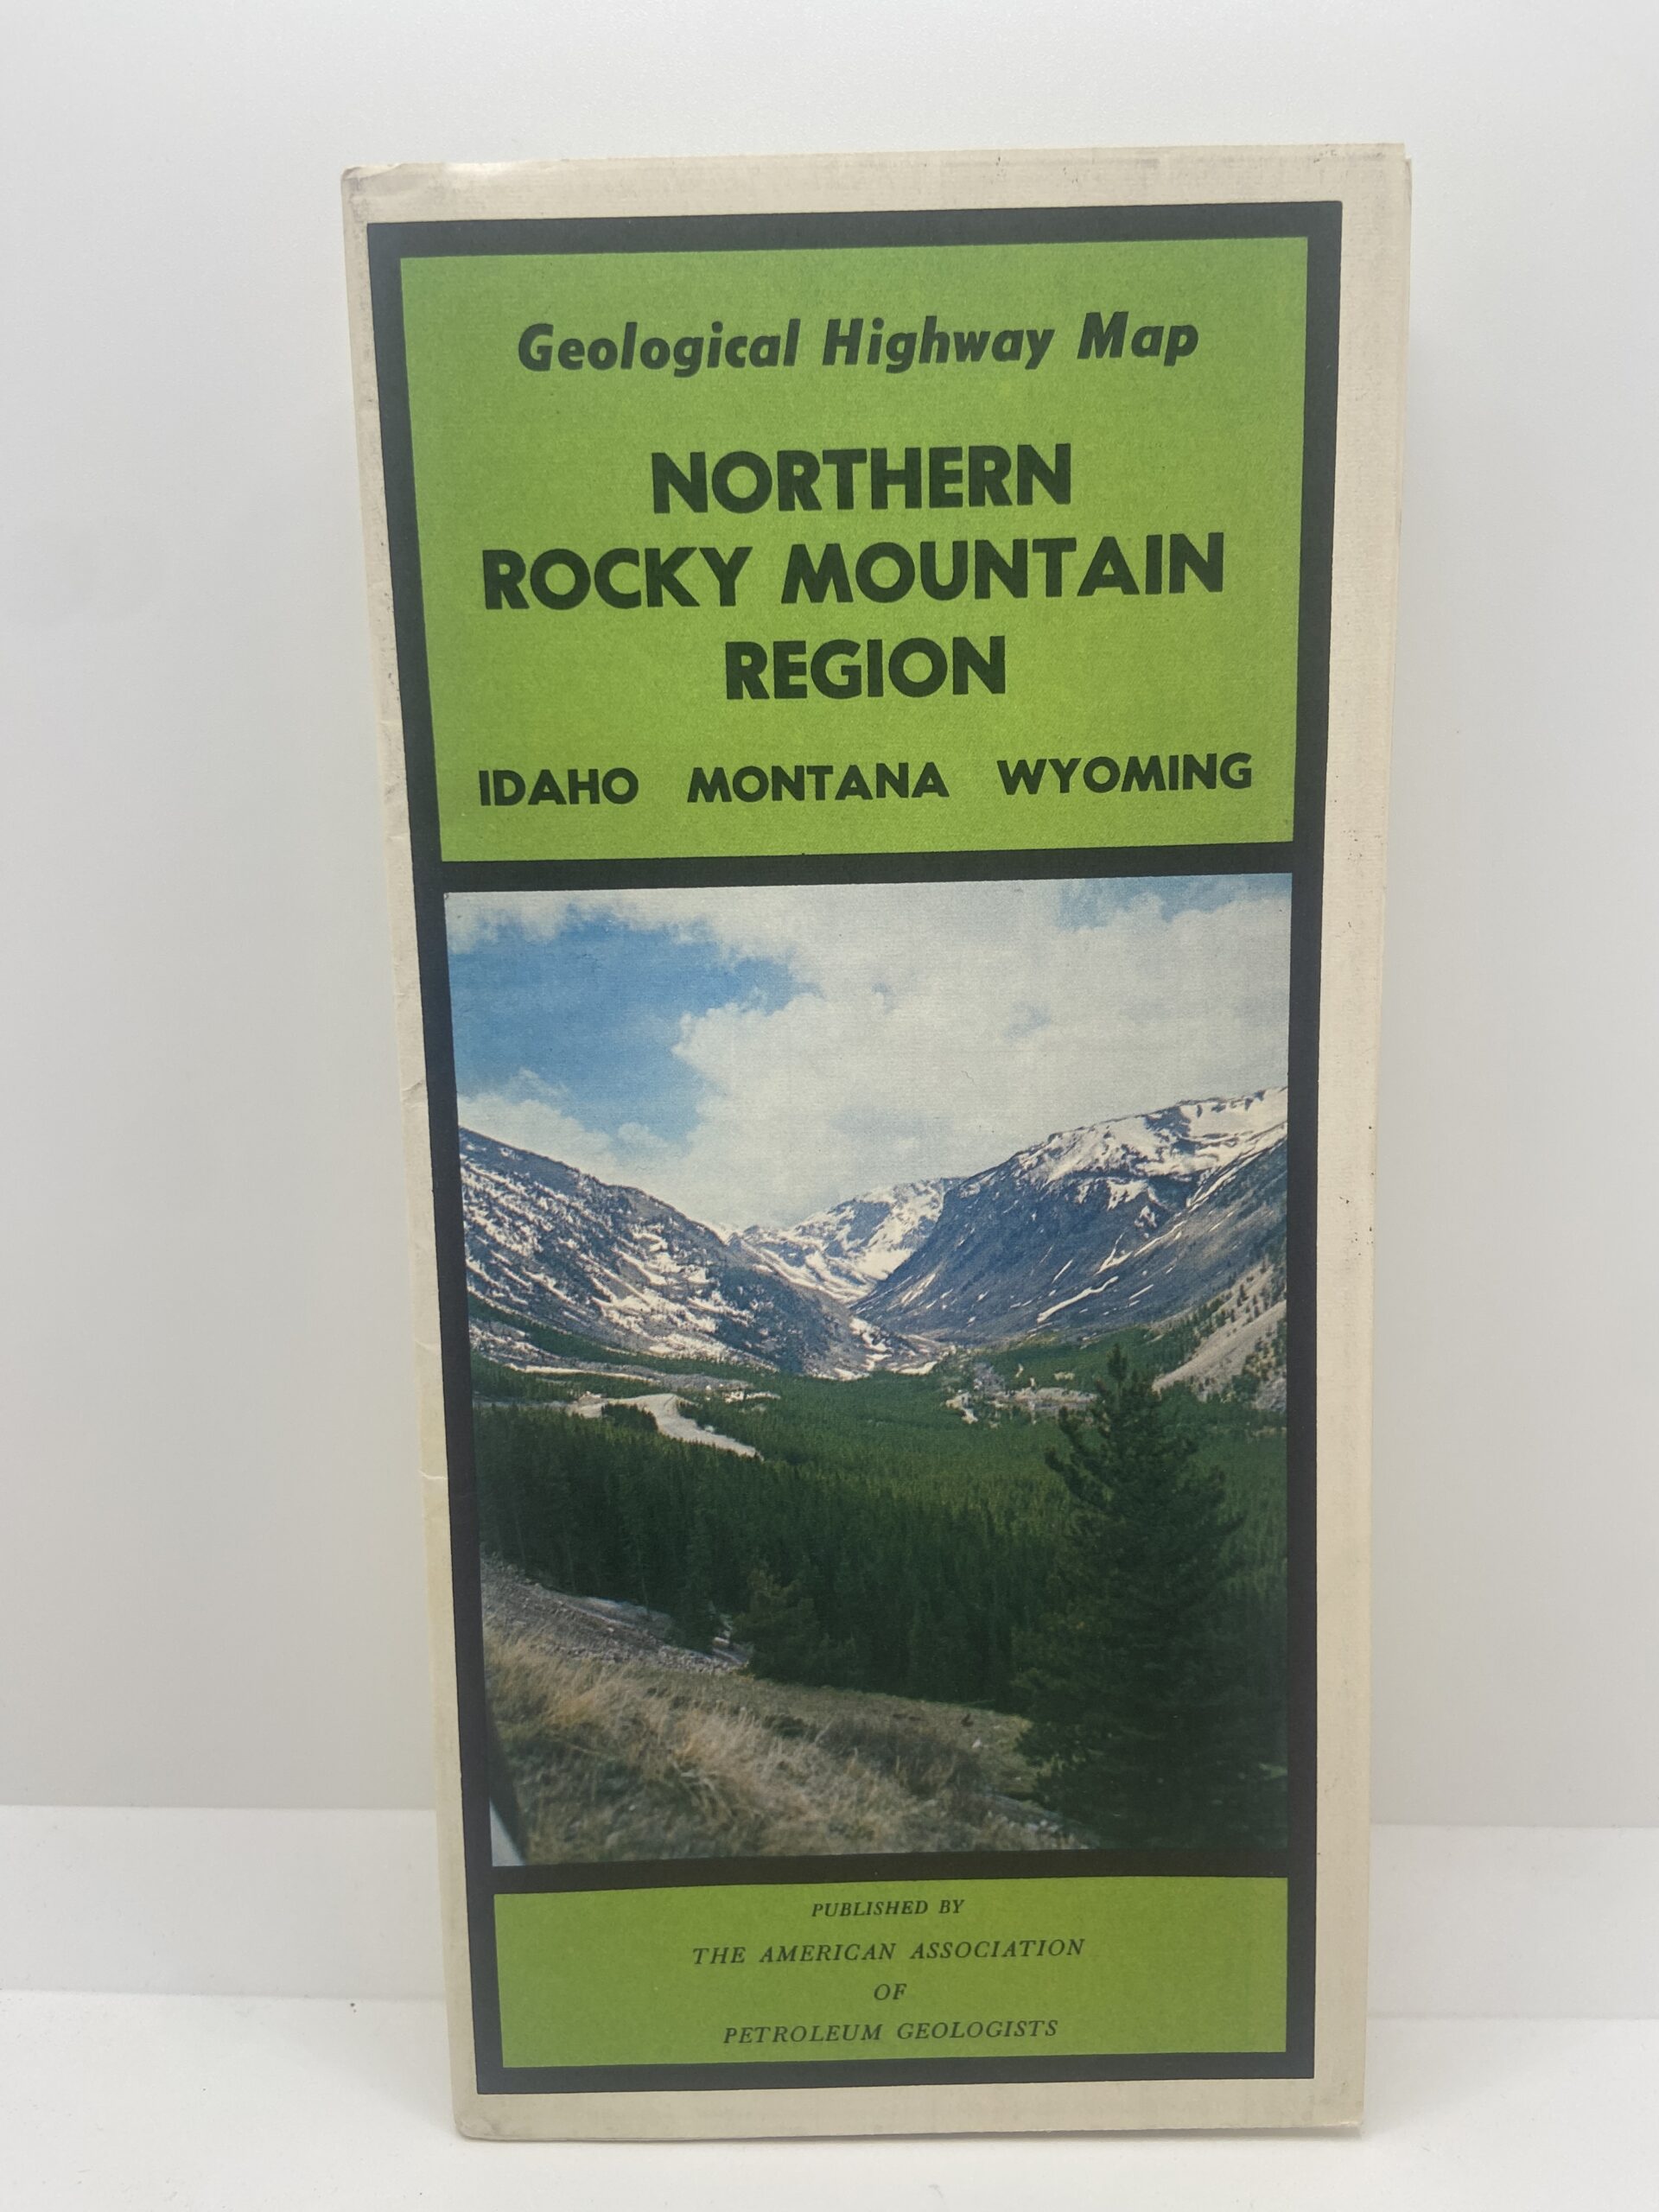 Geological Highway Map
NORTHERN
ROCKY MOUNTAIN
REGION
IDAHO MONTANA WYOMING
PUBLISHED BY
THE AMERICAN ASSOCIATION
OF
PETROLEUM GEOLOGISTS